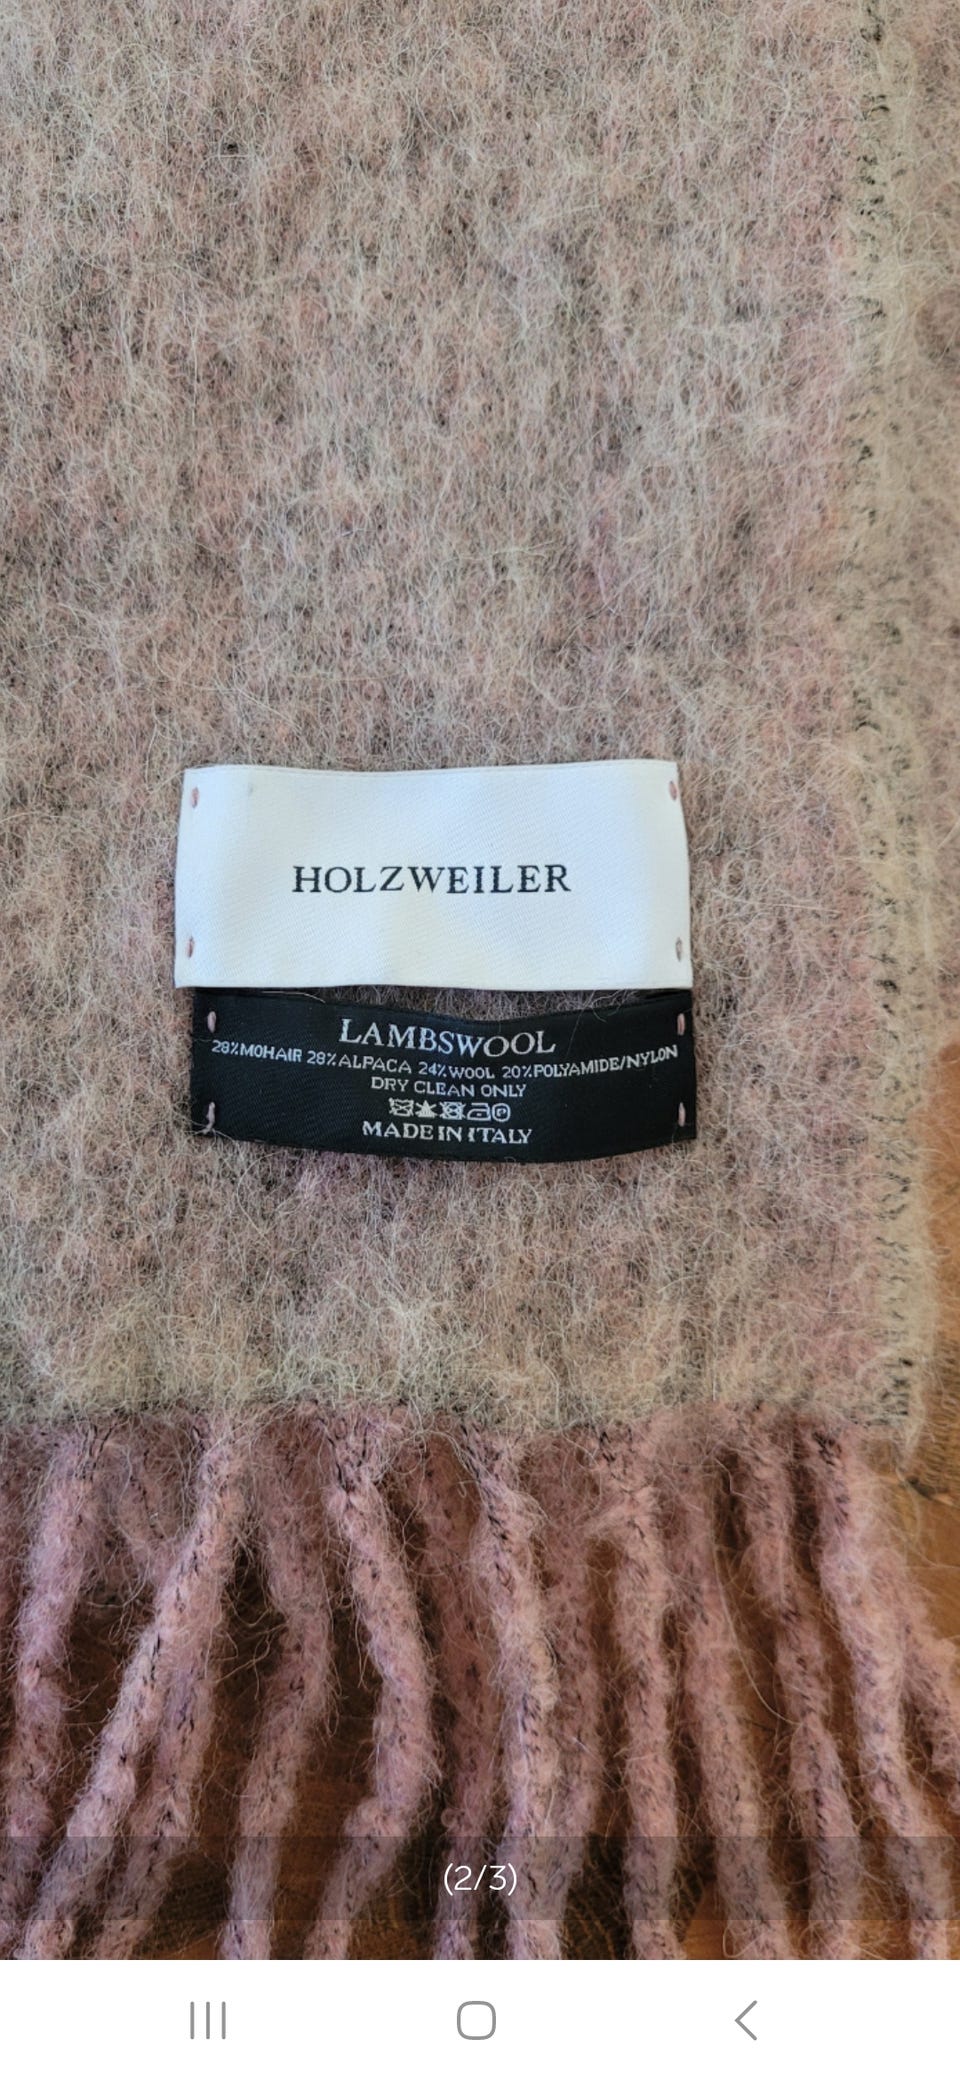 HOLZWEILER
LAMBSWOOL
28%MOHAIR 28%ALPACA 24%WOOL 20%POLYAMIDE/NYLON
DRY CLEAN ONLY
MADE IN ITALY
(2/3)